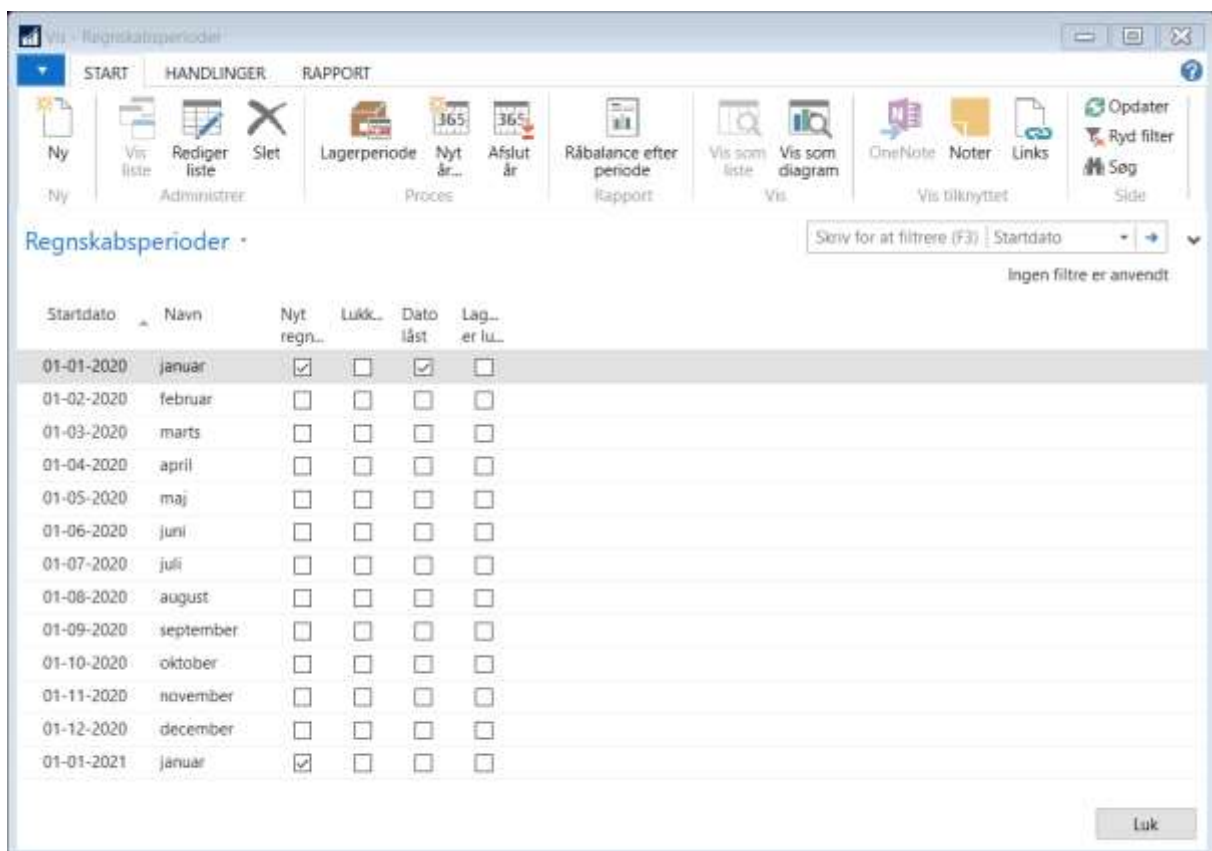 Vis - Regnskabsperioder
START HANDLINGER RAPPORT
Ny
Vis liste
Rediger liste
Slet
Lagerperiode
365
Nyt år...
365
Afslut år
Råbalance efter periode
Vis som liste
Vis som diagram
OneNote
Noter
Links
Opdater
Ryd filter
Søg
Ny Administrer Proces Rapport Vis Vis tilknyttet Side
Regnskabsperioder
Skriv for at filtrere (F3) Startdato
Ingen filtre er anvendt
Startdato Navn Nyt regn... Lukk... Dato låst Lag... er lu...
01-01-2020 januar
01-02-2020 februar
01-03-2020 marts
01-04-2020 april
01-05-2020 maj
01-06-2020 juni
01-07-2020 juli
01-08-2020 august
01-09-2020 september
01-10-2020 oktober
01-11-2020 november
01-12-2020 december
01-01-2021 januar
Luk